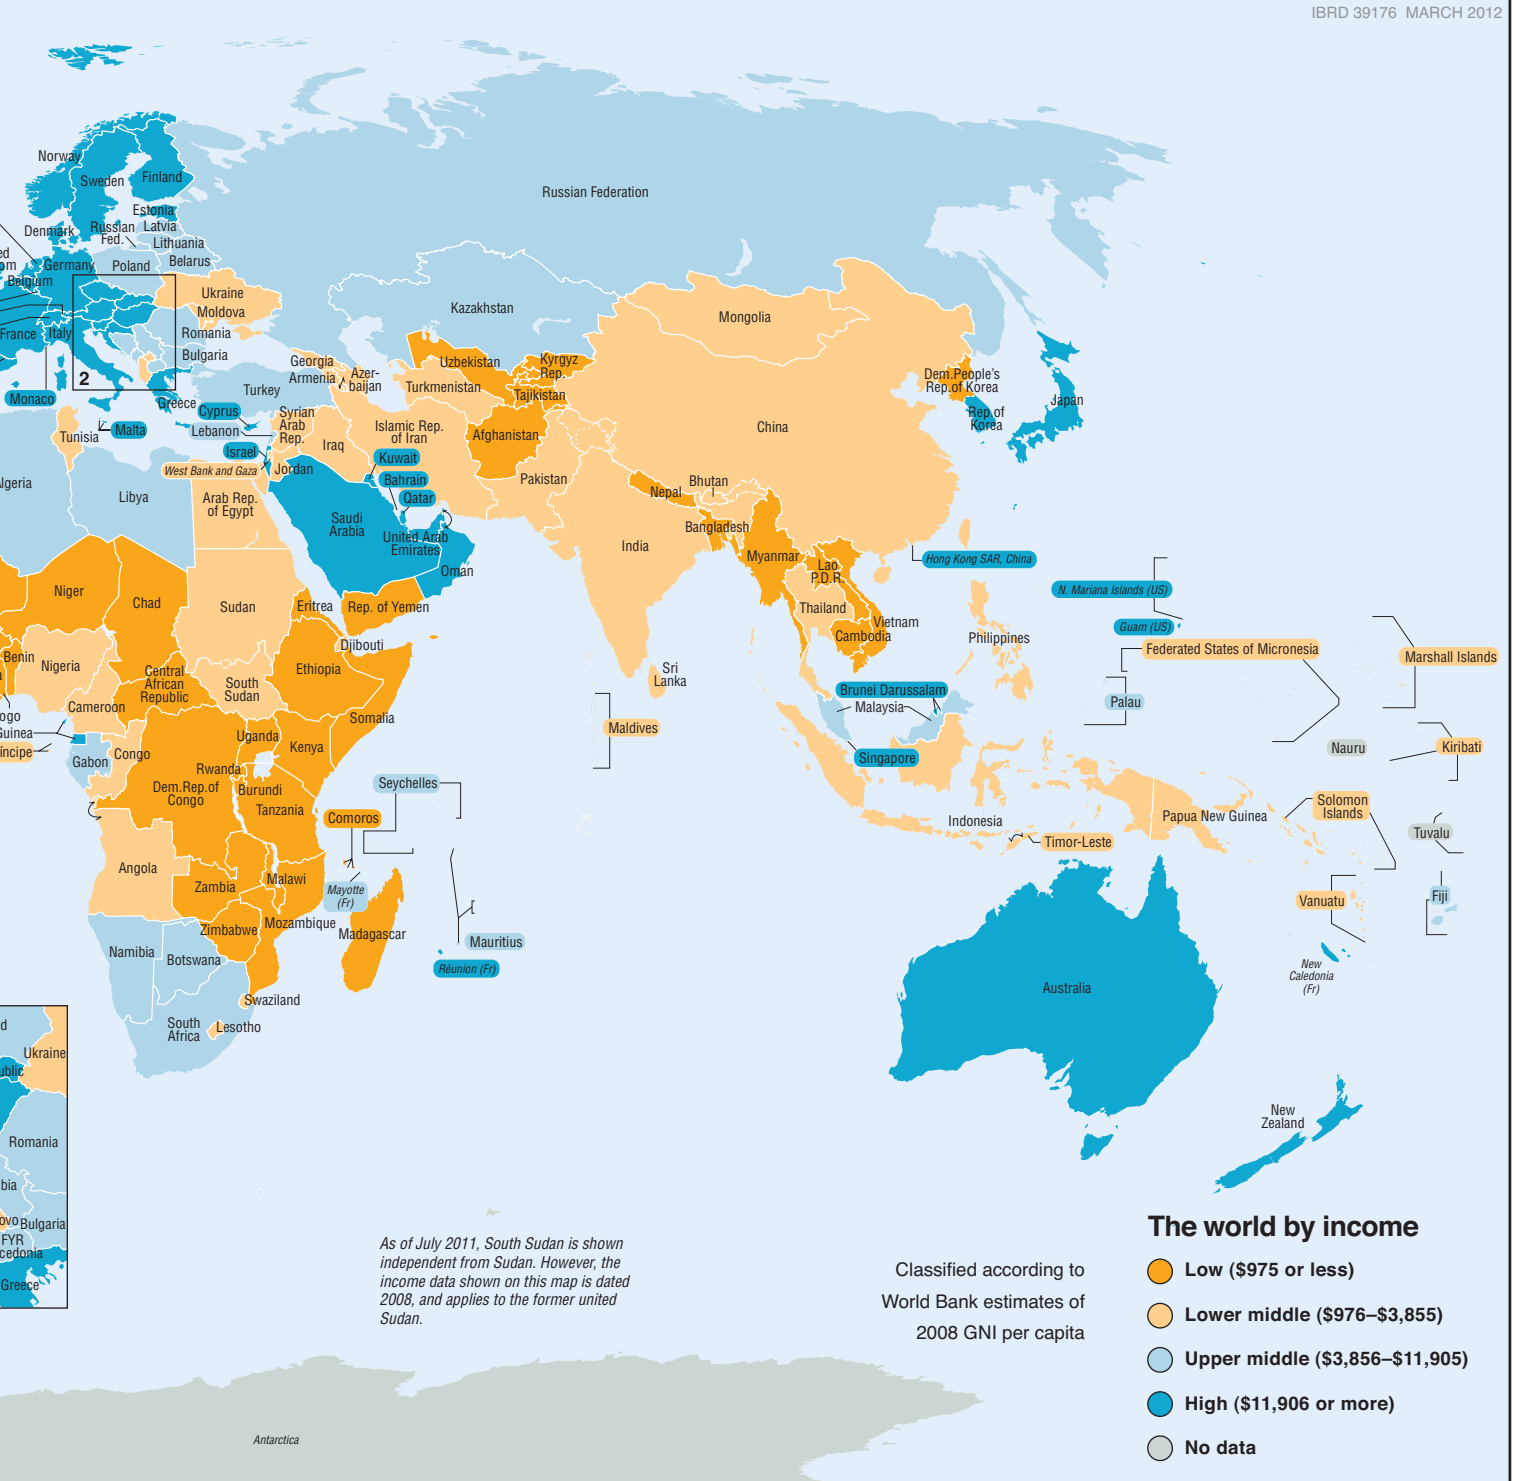 IBRD 39176 MARCH 2012
Norway
Sweden
Finland
Estonia
Denmark
Russian
Fed.
Latvia
Lithuania
Belarus
Germany
Poland
Belgium
Ukraine
Moldova
France
Italy
Romania
Bulgaria
2
Monaco
Greece
Turkey
Georgia
Armenia
Azer-
baijan
Russian Federation
Kazakhstan
Mongolia
Uzbekistan
Kyrgyz
Rep.
Turkmenistan
Tajikistan
Dem.People's
Rep.of Korea
Japan
Rep.of
Korea
Cyprus
Malta
Tunisia
Lebanon
Syrian
Arab
Rep.
Israel
Iraq
Islamic Rep.
of Iran
Afghanistan
China
West Bank and Gaza
Jordan
Kuwait
Bahrain
Qatar
Pakistan
Nepal
Bhutan
Libya
Arab Rep.
of Egypt
Saudi
Arabia
United Arab
Emirates
Oman
Bangladesh
India
Myanmar
Lao
P.D.R.
Hong Kong SAR, China
Niger
Chad
Sudan
Eritrea
Rep. of Yemen
Thailand
Vietnam
Cambodia
Philippines
N. Mariana Islands (US)
Guam (US)
Federated States of Micronesia
Marshall Islands
Benin
Nigeria
Central
African
Republic
South
Sudan
Ethiopia
Djibouti
Sri
Lanka
Brunei Darussalam
Malaysia
Palau
Cameroon
Somalia
Maldives
Singapore
Nauru
Kiribati
Gabon
Congo
Uganda
Kenya
Rwanda
Burundi
Dem.Rep.of
Congo
Tanzania
Seychelles
Comoros
Indonesia
Papua New Guinea
Solomon
Islands
Timor-Leste
Tuvalu
Angola
Zambia
Malawi
Mayotte
(Fr)
Vanuatu
Fiji
Zimbabwe
Mozambique
Madagascar
Mauritius
Réunion (Fr)
Namibia
Botswana
New
Caledonia
(Fr)
Australia
Swaziland
South
Africa
Lesotho
Ukraine
Romania
Bulgaria
FYR
Greece
New
Zealand
As of July 2011, South Sudan is shown
independent from Sudan. However, the
income data shown on this map is dated
2008, and applies to the former united
Sudan.
Classified according to
World Bank estimates of
2008 GNI per capita
The world by income
Low ($975 or less)
Lower middle ($976–$3,855)
Upper middle ($3,856–$11,905)
High ($11,906 or more)
No data
Antarctica